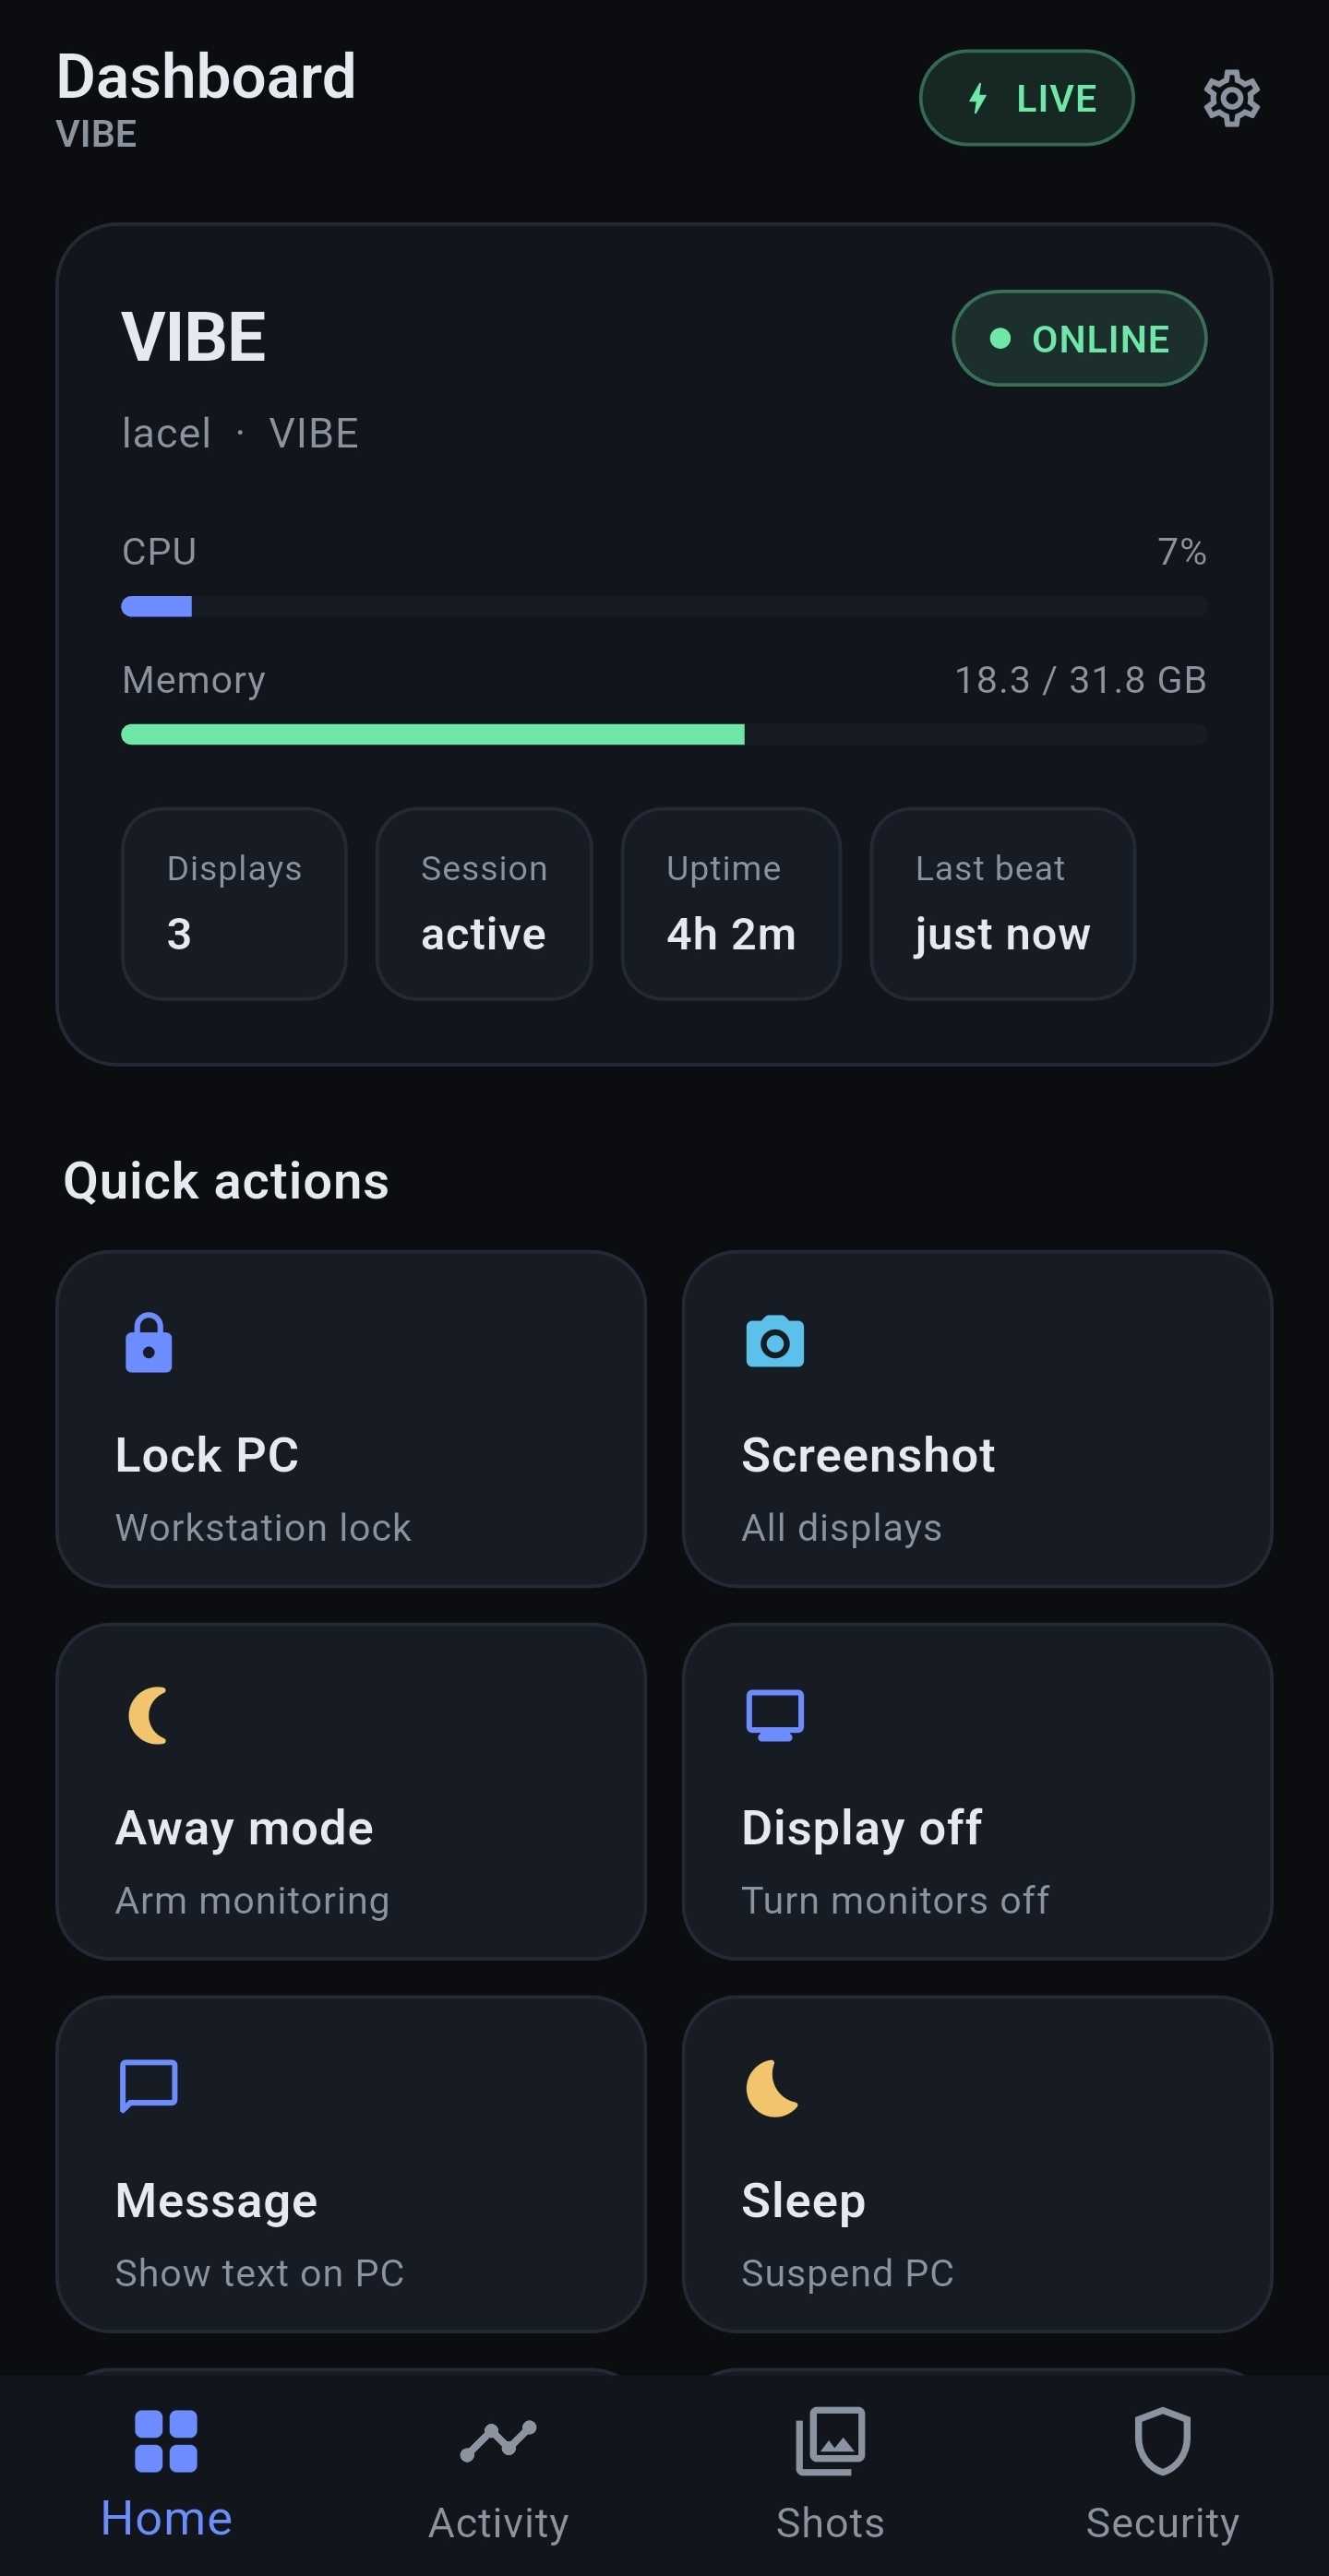 Dashboard
VIBE
LIVE
VIBE
ONLINE
lacel · VIBE
CPU 7%
Memory 18.3 / 31.8 GB
Displays Session Uptime Last beat
3 active 4h 2m just now
Quick actions
Lock PC Screenshot
Workstation lock All displays
Away mode Display off
Arm monitoring Turn monitors off
Message Sleep
Show text on PC Suspend PC
Home Activity Shots Security